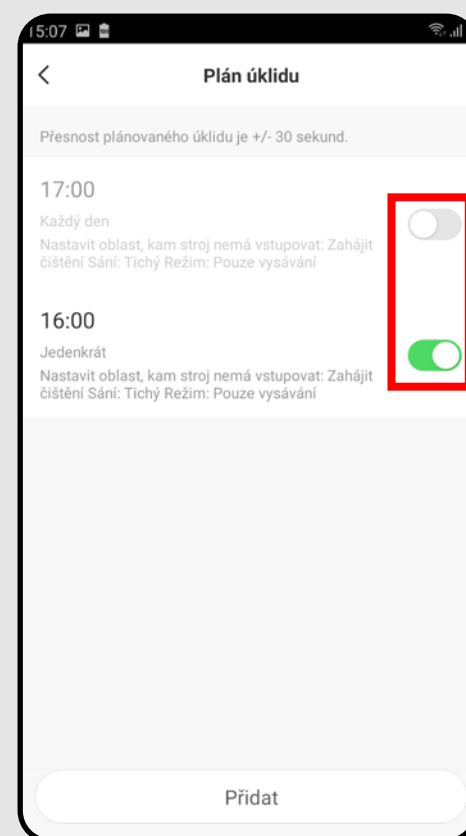 15:07
Plán úklidu
Přesnost plánovaného úklidu je +/- 30 sekund.
17:00
Každý den
Nastavit oblast, kam stroj nemá vstupovat: Zahájit
čištění Sání: Tichý Režim: Pouze vysávání
16:00
Jedenkrát
Nastavit oblast, kam stroj nemá vstupovat: Zahájit
čištění Sání: Tichý Režim: Pouze vysávání
Přidat